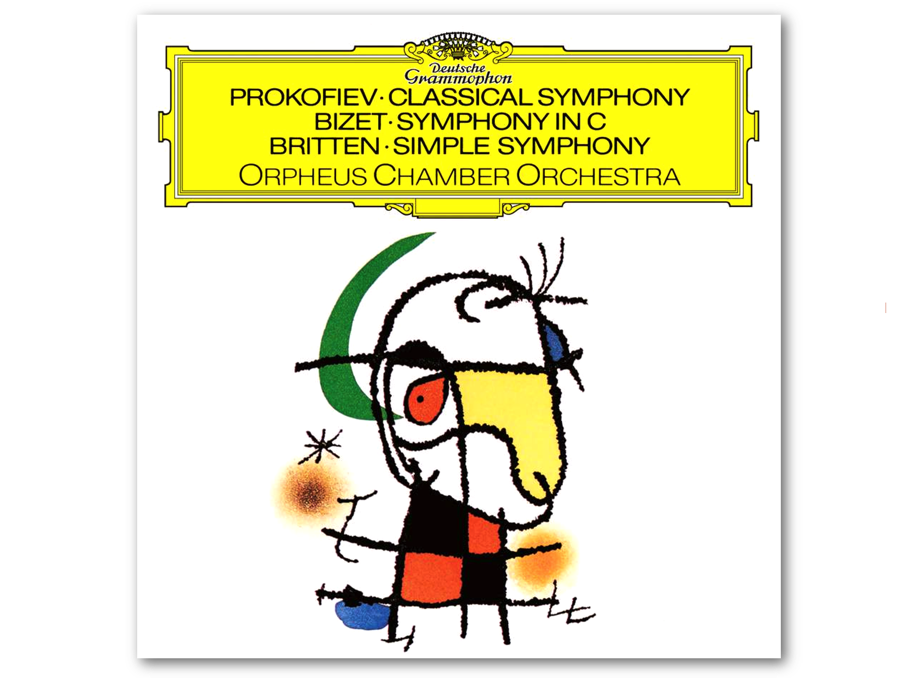 Deutsche
Grammophon
PROKOFIEV · CLASSICAL SYMPHONY
BIZET · SYMPHONY IN C
BRITTEN · SIMPLE SYMPHONY
ORPHEUS CHAMBER ORCHESTRA